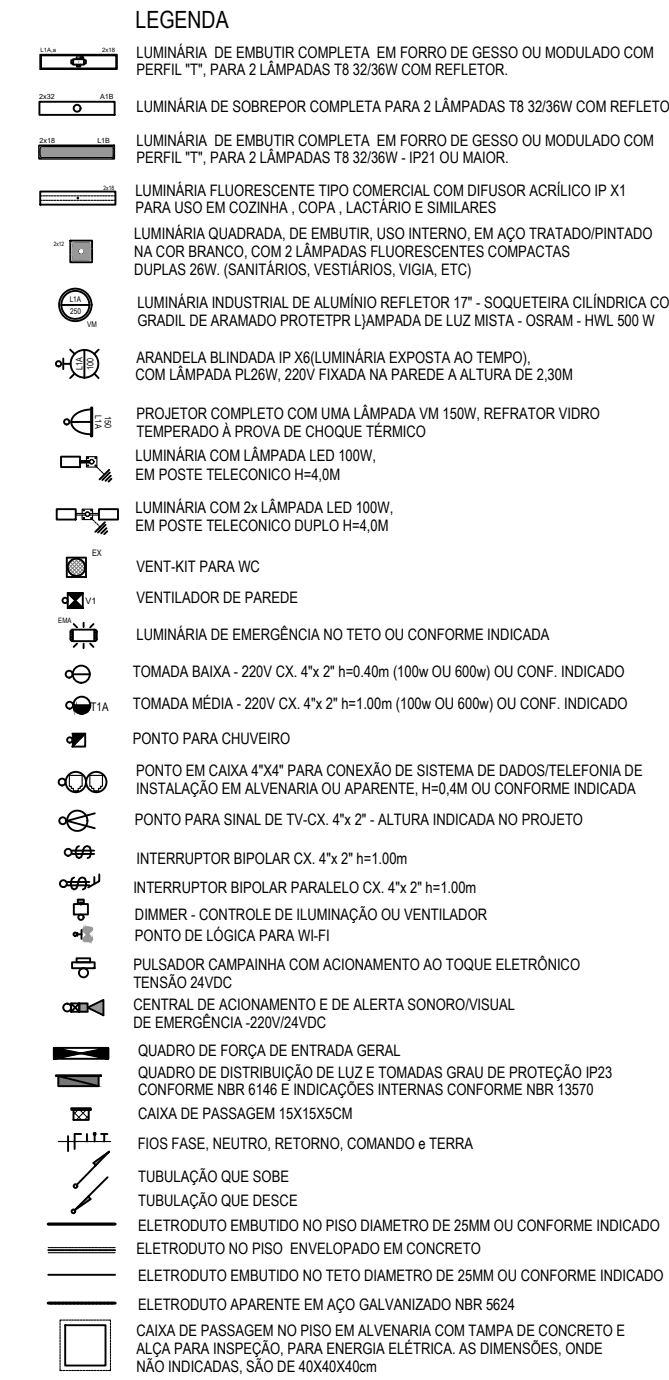 LEGENDA
L1A,a 2x18
LUMINÁRIA DE EMBUTIR COMPLETA EM FORRO DE GESSO OU MODULADO COM
PERFIL "T", PARA 2 LÂMPADAS T8 32/36W COM REFLETOR.
2x32 A1B
LUMINÁRIA DE SOBREPOR COMPLETA PARA 2 LÂMPADAS T8 32/36W COM REFLETO
2x18 L1B
LUMINÁRIA DE EMBUTIR COMPLETA EM FORRO DE GESSO OU MODULADO COM
PERFIL "T", PARA 2 LÂMPADAS T8 32/36W - IP21 OU MAIOR.
2x18
LUMINÁRIA FLUORESCENTE TIPO COMERCIAL COM DIFUSOR ACRÍLICO IP X1
PARA USO EM COZINHA , COPA , LACTÁRIO E SIMILARES
2x12
LUMINÁRIA QUADRADA, DE EMBUTIR, USO INTERNO, EM AÇO TRATADO/PINTADO
NA COR BRANCO, COM 2 LÂMPADAS FLUORESCENTES COMPACTAS
DUPLAS 26W. (SANITÁRIOS, VESTIÁRIOS, VIGIA, ETC)
L1A
250
VM
LUMINÁRIA INDUSTRIAL DE ALUMÍNIO REFLETOR 17" - SOQUETEIRA CILÍNDRICA CO
GRADIL DE ARAMADO PROTETPR L}AMPADA DE LUZ MISTA - OSRAM - HWL 500 W
L1A
100
ARANDELA BLINDADA IP X6(LUMINÁRIA EXPOSTA AO TEMPO),
COM LÂMPADA PL26W, 220V FIXADA NA PAREDE A ALTURA DE 2,30M
L1A
150
PROJETOR COMPLETO COM UMA LÂMPADA VM 150W, REFRATOR VIDRO
TEMPERADO À PROVA DE CHOQUE TÉRMICO
LUMINÁRIA COM LÂMPADA LED 100W,
EM POSTE TELECONICO H=4,0M
LUMINÁRIA COM 2x LÂMPADA LED 100W,
EM POSTE TELECONICO DUPLO H=4,0M
EX
VENT-KIT PARA WC
V1
VENTILADOR DE PAREDE
EMA
LUMINÁRIA DE EMERGÊNCIA NO TETO OU CONFORME INDICADA
TOMADA BAIXA - 220V CX. 4"x 2" h=0.40m (100w OU 600w) OU CONF. INDICADO
T1A
TOMADA MÉDIA - 220V CX. 4"x 2" h=1.00m (100w OU 600w) OU CONF. INDICADO
PONTO PARA CHUVEIRO
PONTO EM CAIXA 4"X4" PARA CONEXÃO DE SISTEMA DE DADOS/TELEFONIA DE
INSTALAÇÃO EM ALVENARIA OU APARENTE, H=0,4M OU CONFORME INDICADA
PONTO PARA SINAL DE TV-CX. 4"x 2" - ALTURA INDICADA NO PROJETO
INTERRUPTOR BIPOLAR CX. 4"x 2" h=1.00m
INTERRUPTOR BIPOLAR PARALELO CX. 4"x 2" h=1.00m
DIMMER - CONTROLE DE ILUMINAÇÃO OU VENTILADOR
PONTO DE LÓGICA PARA WI-FI
PULSADOR CAMPAINHA COM ACIONAMENTO AO TOQUE ELETRÔNICO
TENSÃO 24VDC
CENTRAL DE ACIONAMENTO E DE ALERTA SONORO/VISUAL
DE EMERGÊNCIA -220V/24VDC
QUADRO DE FORÇA DE ENTRADA GERAL
QUADRO DE DISTRIBUIÇÃO DE LUZ E TOMADAS GRAU DE PROTEÇÃO IP23
CONFORME NBR 6146 E INDICAÇÕES INTERNAS CONFORME NBR 13570
CAIXA DE PASSAGEM 15X15X5CM
FIOS FASE, NEUTRO, RETORNO, COMANDO e TERRA
TUBULAÇÃO QUE SOBE
TUBULAÇÃO QUE DESCE
ELETRODUTO EMBUTIDO NO PISO DIAMETRO DE 25MM OU CONFORME INDICADO
ELETRODUTO NO PISO ENVELOPADO EM CONCRETO
ELETRODUTO EMBUTIDO NO TETO DIAMETRO DE 25MM OU CONFORME INDICADO
ELETRODUTO APARENTE EM AÇO GALVANIZADO NBR 5624
CAIXA DE PASSAGEM NO PISO EM ALVENARIA COM TAMPA DE CONCRETO E
ALÇA PARA INSPEÇÃO, PARA ENERGIA ELÉTRICA. AS DIMENSÕES, ONDE
NÃO INDICADAS, SÃO DE 40X40X40cm